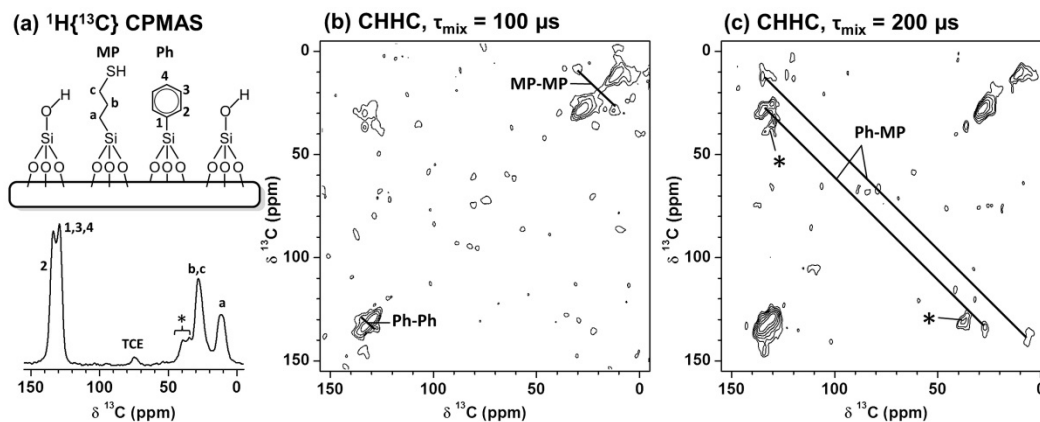 (a) ¹H{¹³C} CPMAS
MP Ph
SH
4
c 3
b 2
a 1
H H
O O
Si Si Si Si
O O O O O O O O O O O O
2 1,3,4
b,c
a
*
TCE
150 100 50 0
δ ¹³C (ppm)
(b) CHHC, τmix = 100 µs
MP-MP
Ph-Ph
0
50
100
150
δ ¹³C (ppm)
150 100 50 0
δ ¹³C (ppm)
(c) CHHC, τmix = 200 µs
Ph-MP
*
*
0
50
100
150
δ ¹³C (ppm)
150 100 50 0
δ ¹³C (ppm)